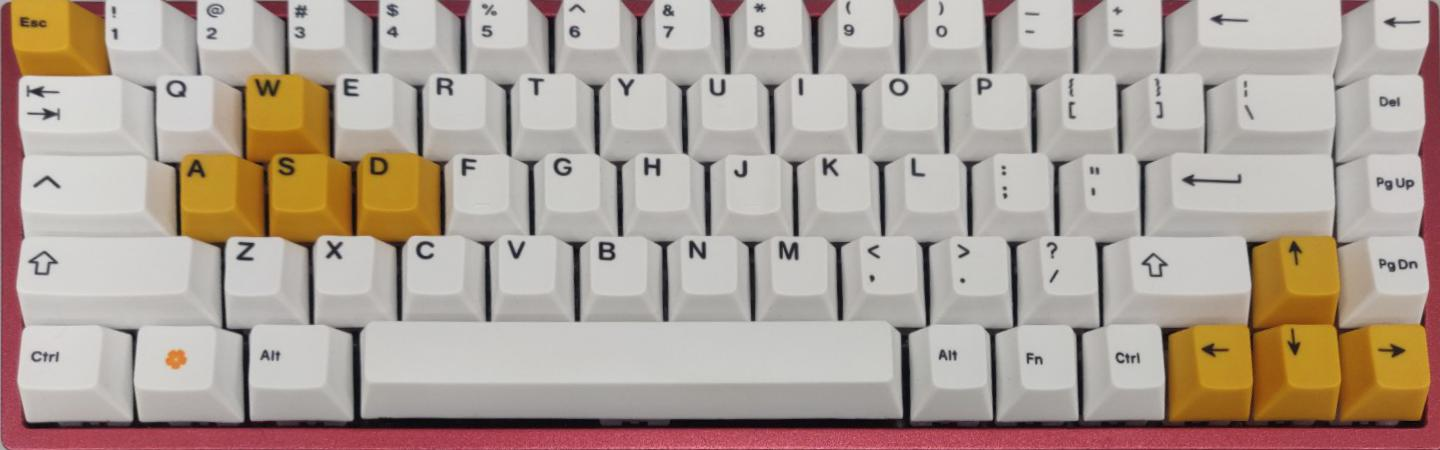 Esc ! 1 @ 2 # 3 $ 4 % 5 ^ 6 & 7 * 8 ( 9 ) 0 — - + = ← ←
Q W E R T Y U I O P { [ } ] ¦ \ Del
A S D F G H J K L : ; " ' Pg Up
Z X C V B N M < , > . ? / ↑ Pg Dn
Ctrl Alt Alt Fn Ctrl ← ↓ →